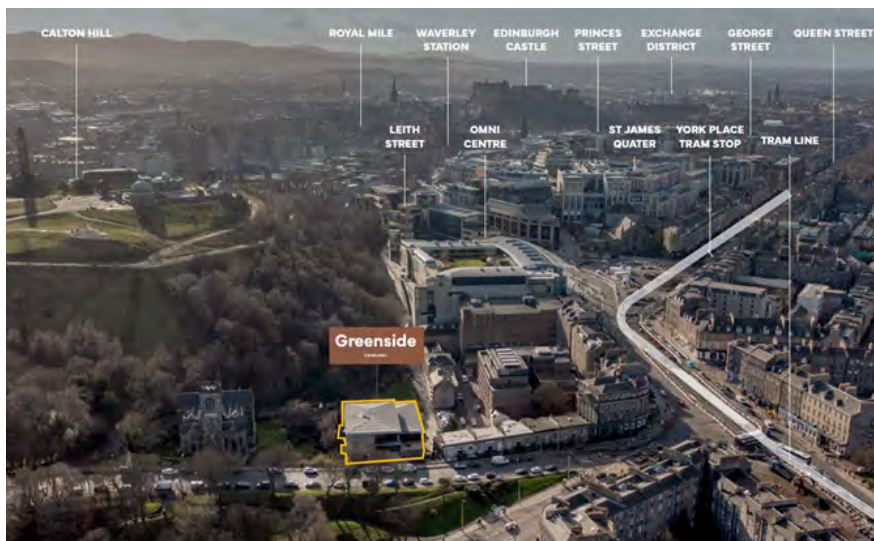 CALTON HILL
ROYAL MILE
WAVERLEY
STATION
EDINBURGH
CASTLE
PRINCES
STREET
EXCHANGE
DISTRICT
GEORGE
STREET
QUEEN STREET
LEITH
STREET
OMNI
CENTRE
ST JAMES
QUATER
YORK PLACE
TRAM STOP
TRAM LINE
Greenside